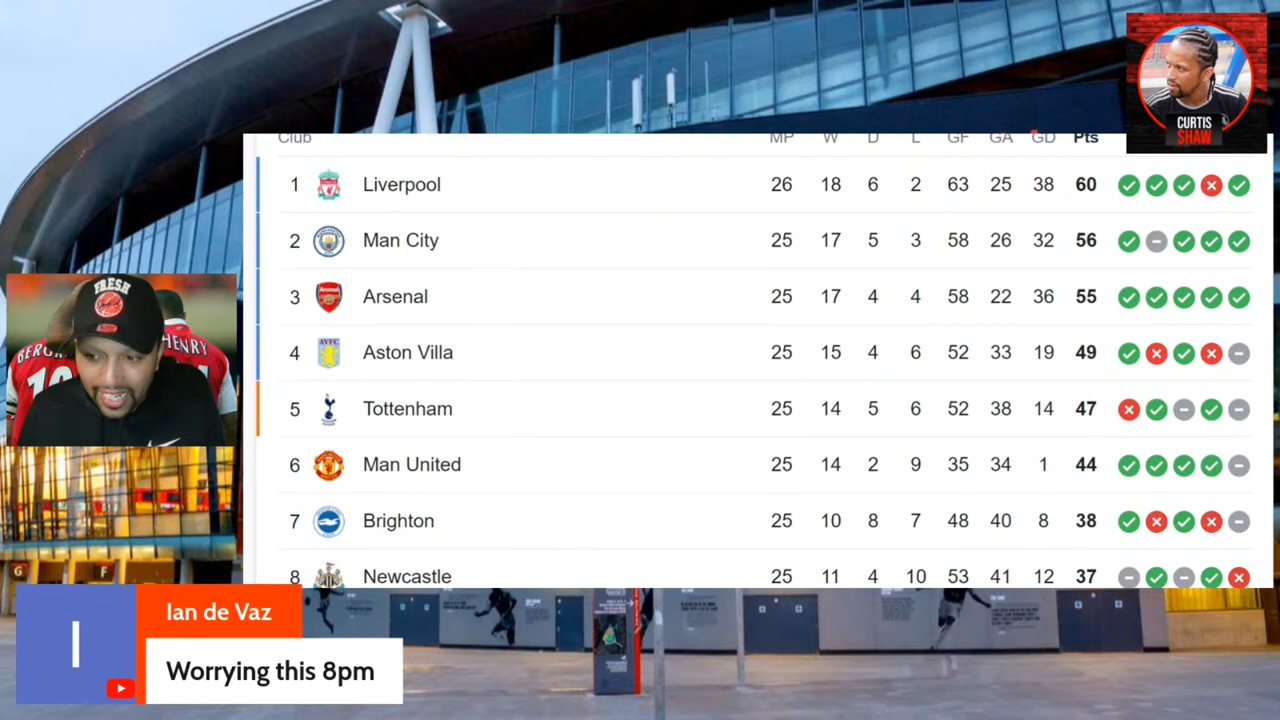 CURTIS
SHAW
Club MP W D L GF GA GD Pts
1 Liverpool 26 18 6 2 63 25 38 60
2 Man City 25 17 5 3 58 26 32 56
3 Arsenal 25 17 4 4 58 22 36 55
4 AVFC Aston Villa 25 15 4 6 52 33 19 49
5 Tottenham 25 14 5 6 52 38 14 47
6 Man United 25 14 2 9 35 34 1 44
7 Brighton 25 10 8 7 48 40 8 38
8 Newcastle 25 11 4 10 53 41 12 37
FRESH
HENRY
G F
I
Ian de Vaz
Worrying this 8pm